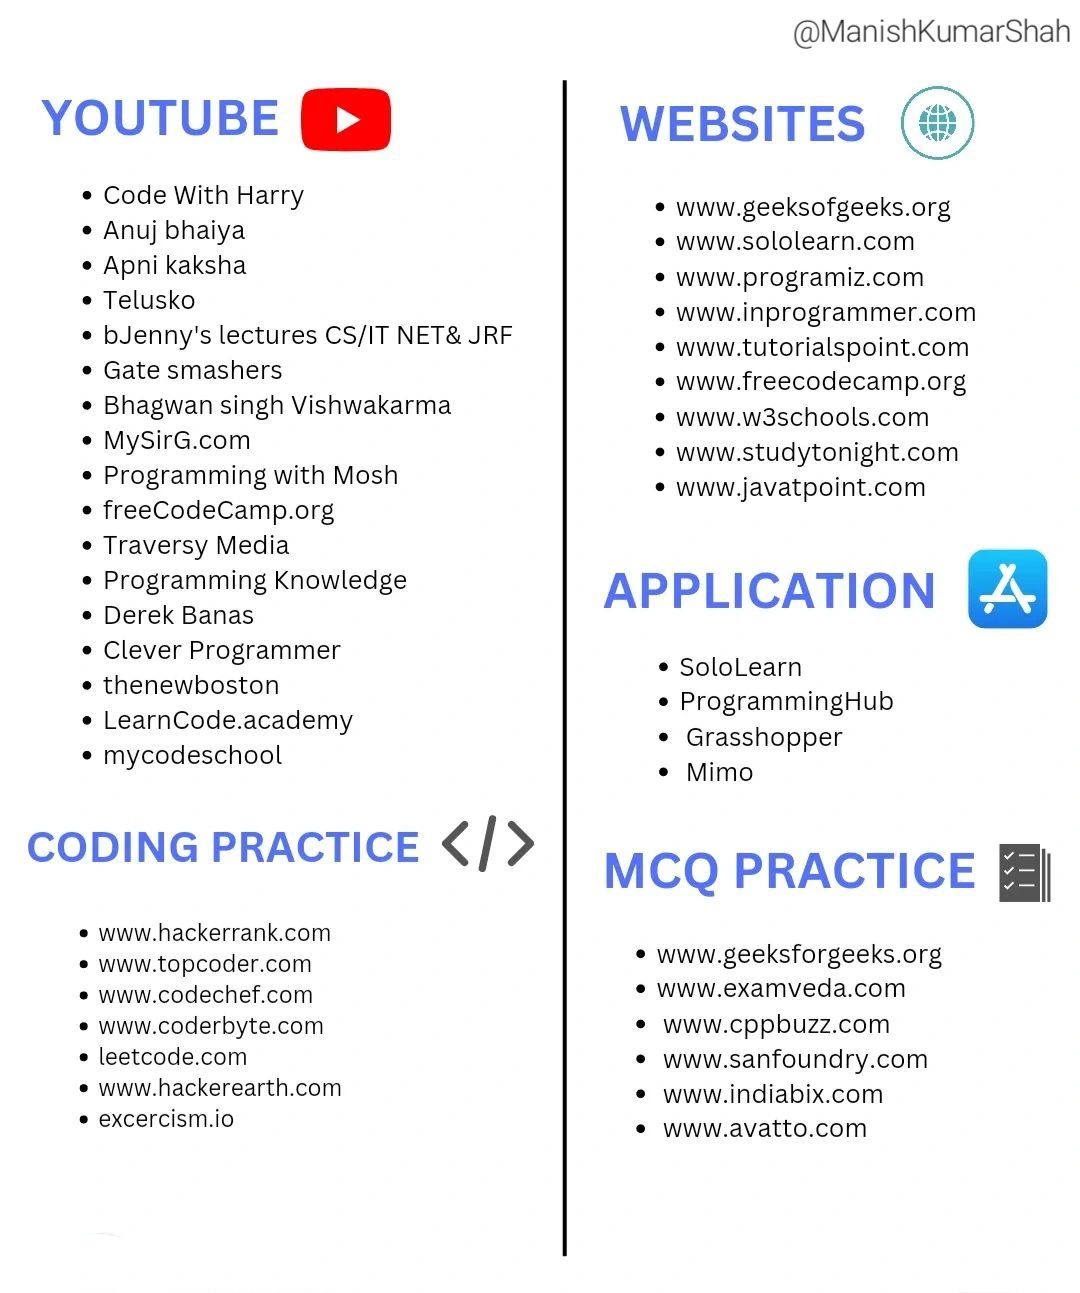 @ManishKumarShah
YOUTUBE
Code With Harry
Anuj bhaiya
Apni kaksha
Telusko
bJenny's lectures CS/IT NET& JRF
Gate smashers
Bhagwan singh Vishwakarma
MySirG.com
Programming with Mosh
freeCodeCamp.org
Traversy Media
Programming Knowledge
Derek Banas
Clever Programmer
thenewboston
LearnCode.academy
mycodeschool
CODING PRACTICE
www.hackerrank.com
www.topcoder.com
www.codechef.com
www.coderbyte.com
leetcode.com
www.hackerearth.com
excercism.io
WEBSITES
www.geeksofgeeks.org
www.sololearn.com
www.programiz.com
www.inprogrammer.com
www.tutorialspoint.com
www.freecodecamp.org
www.w3schools.com
www.studytonight.com
www.javatpoint.com
APPLICATION
SoloLearn
ProgrammingHub
Grasshopper
Mimo
MCQ PRACTICE
www.geeksforgeeks.org
www.examveda.com
www.cppbuzz.com
www.sanfoundry.com
www.indiabix.com
www.avatto.com